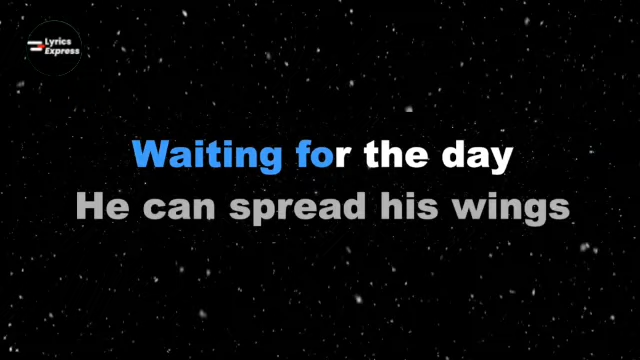 Lyrics
Express
Waiting for the day
He can spread his wings